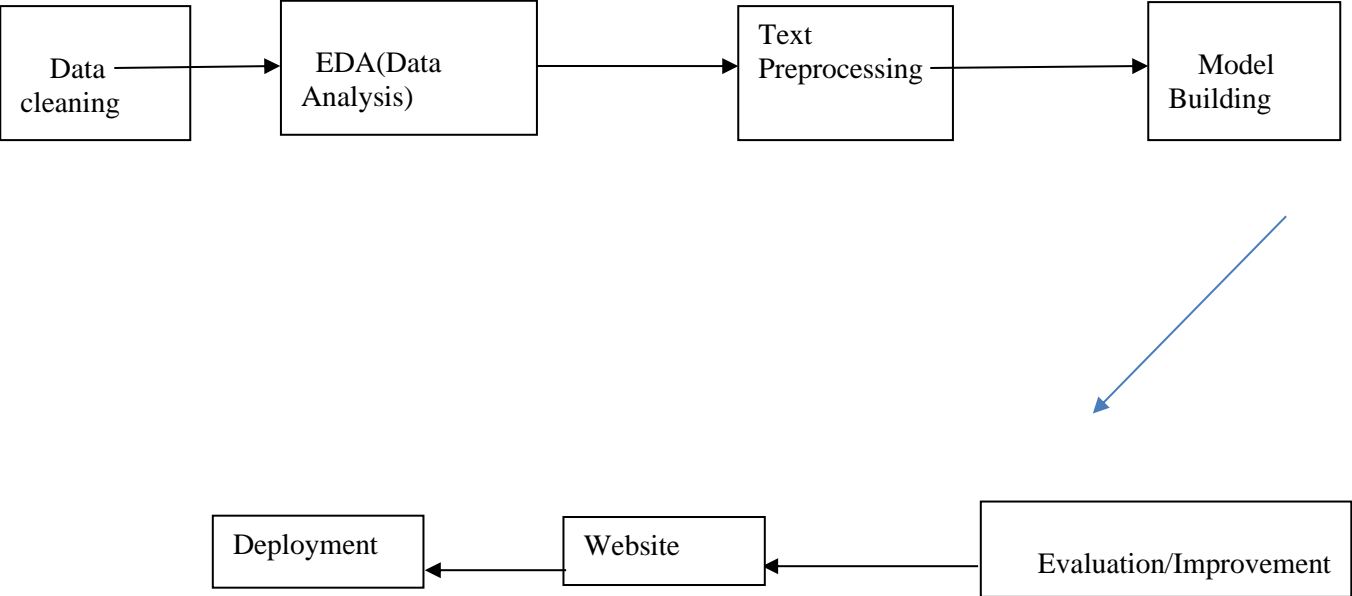 Data
cleaning
EDA(Data
Analysis)
Text
Preprocessing
Model
Building
Deployment
Website
Evaluation/Improvement